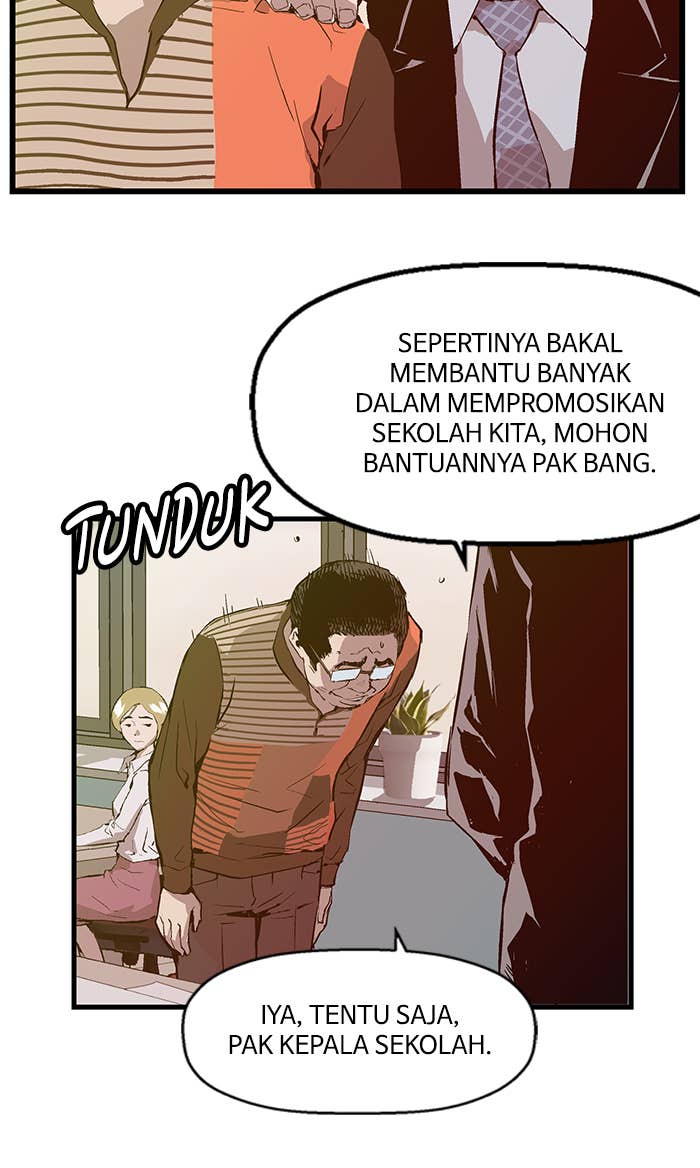 SEPERTINYA BAKAL
MEMBANTU BANYAK
DALAM MEMPROMOSIKAN
SEKOLAH KITA, MOHON
BANTUANNYA PAK BANG.
TUNDUK
IYA, TENTU SAJA,
PAK KEPALA SEKOLAH.